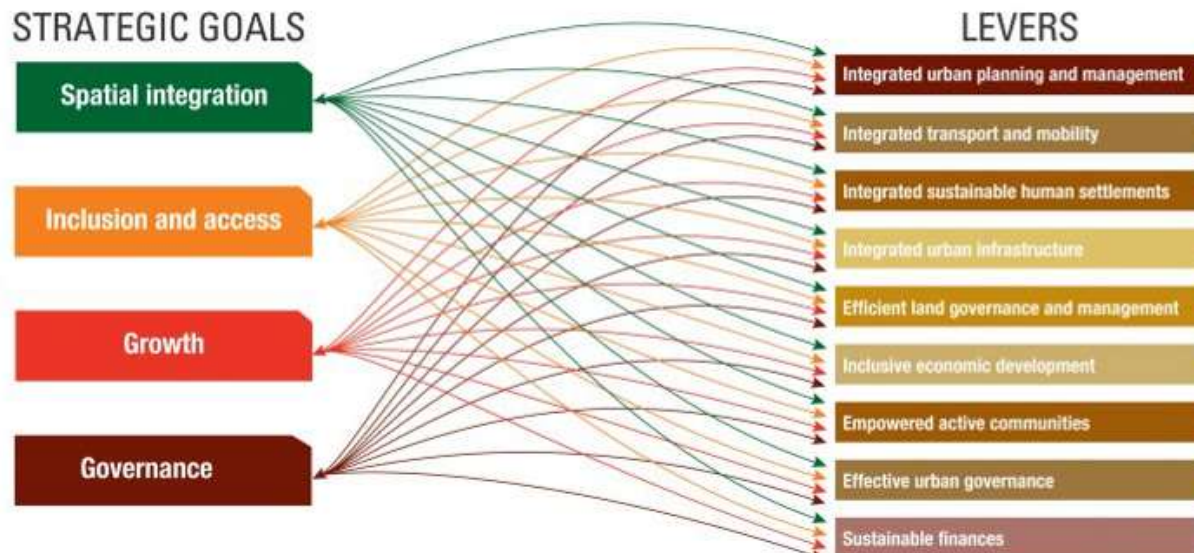 STRATEGIC GOALS
Spatial integration
Inclusion and access
Growth
Governance
LEVERS
Integrated urban planning and management
Integrated transport and mobility
Integrated sustainable human settlements
Integrated urban infrastructure
Efficient land governance and management
Inclusive economic development
Empowered active communities
Effective urban governance
Sustainable finances